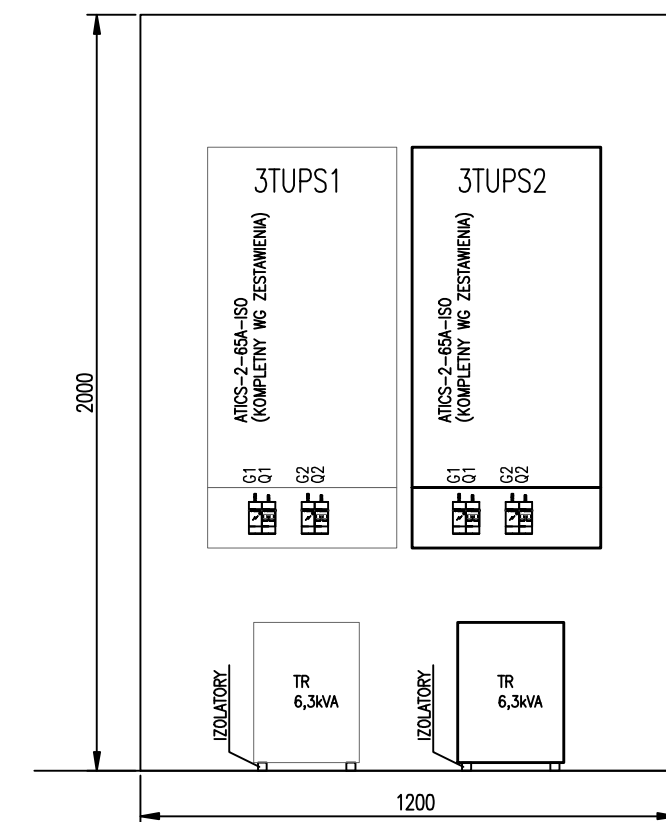 3TUPS1
ATICS-2-65A-ISO
(KOMPLETNY WG ZESTAWIENIA)
G1
Q1
G2
Q2
3TUPS2
ATICS-2-65A-ISO
(KOMPLETNY WG ZESTAWIENIA)
G1
Q1
G2
Q2
2000
IZOLATORY
TR
6,3kVA
IZOLATORY
TR
6,3kVA
1200